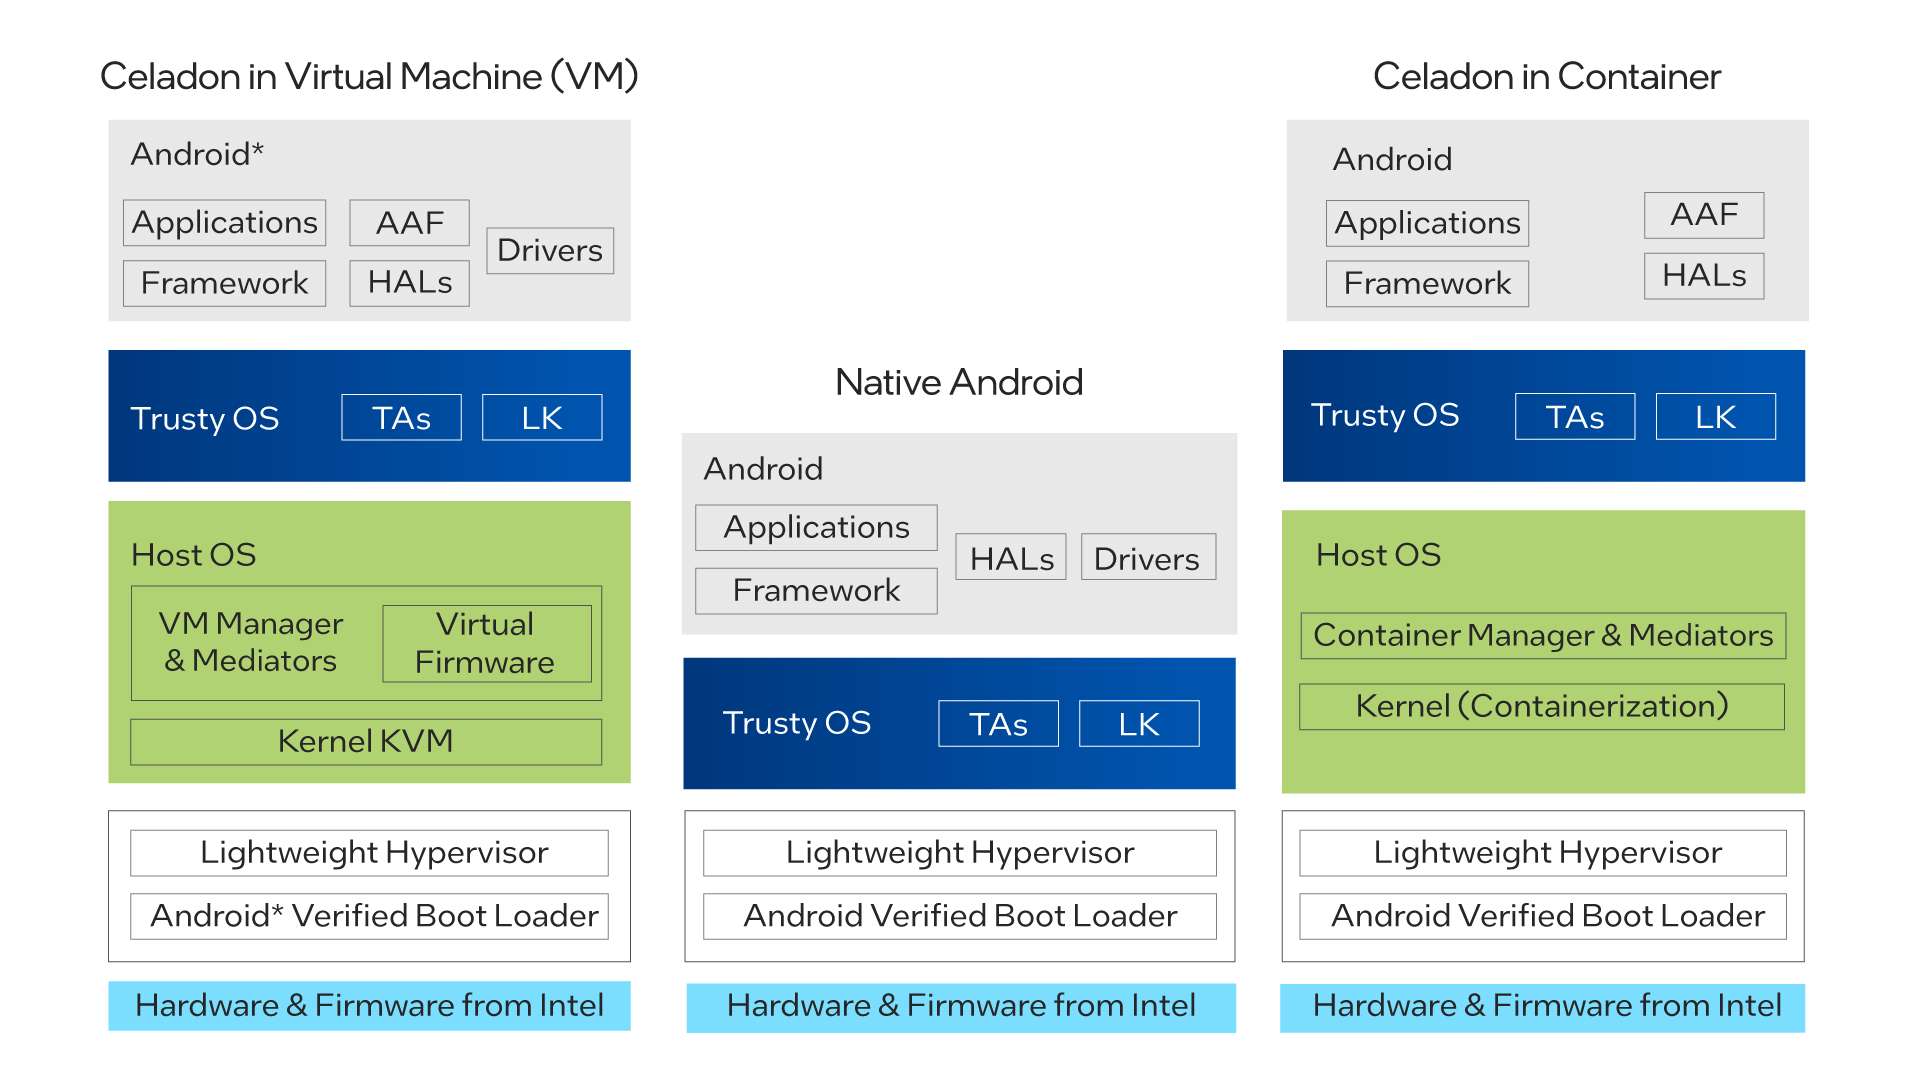 Celadon in Virtual Machine (VM)
Android*
Applications
AAF
Drivers
Framework
HALs
Trusty OS
TAs
LK
Host OS
VM Manager
& Mediators
Virtual
Firmware
Kernel KVM
Lightweight Hypervisor
Android* Verified Boot Loader
Hardware & Firmware from Intel
Native Android
Android
Applications
Framework
HALs
Drivers
Trusty OS
TAs
LK
Lightweight Hypervisor
Android Verified Boot Loader
Hardware & Firmware from Intel
Celadon in Container
Android
Applications
AAF
Framework
HALs
Trusty OS
TAs
LK
Host OS
Container Manager & Mediators
Kernel (Containerization)
Lightweight Hypervisor
Android Verified Boot Loader
Hardware & Firmware from Intel